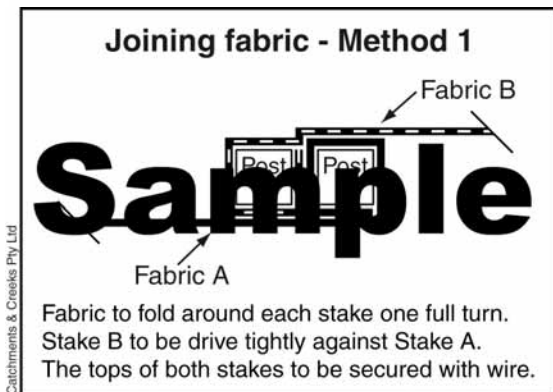 Joining fabric - Method 1
Fabric B
Post Post
Sample
Fabric A
Fabric to fold around each stake one full turn.
Stake B to be drive tightly against Stake A.
The tops of both stakes to be secured with wire.
Catchments & Creeks Pty Ltd